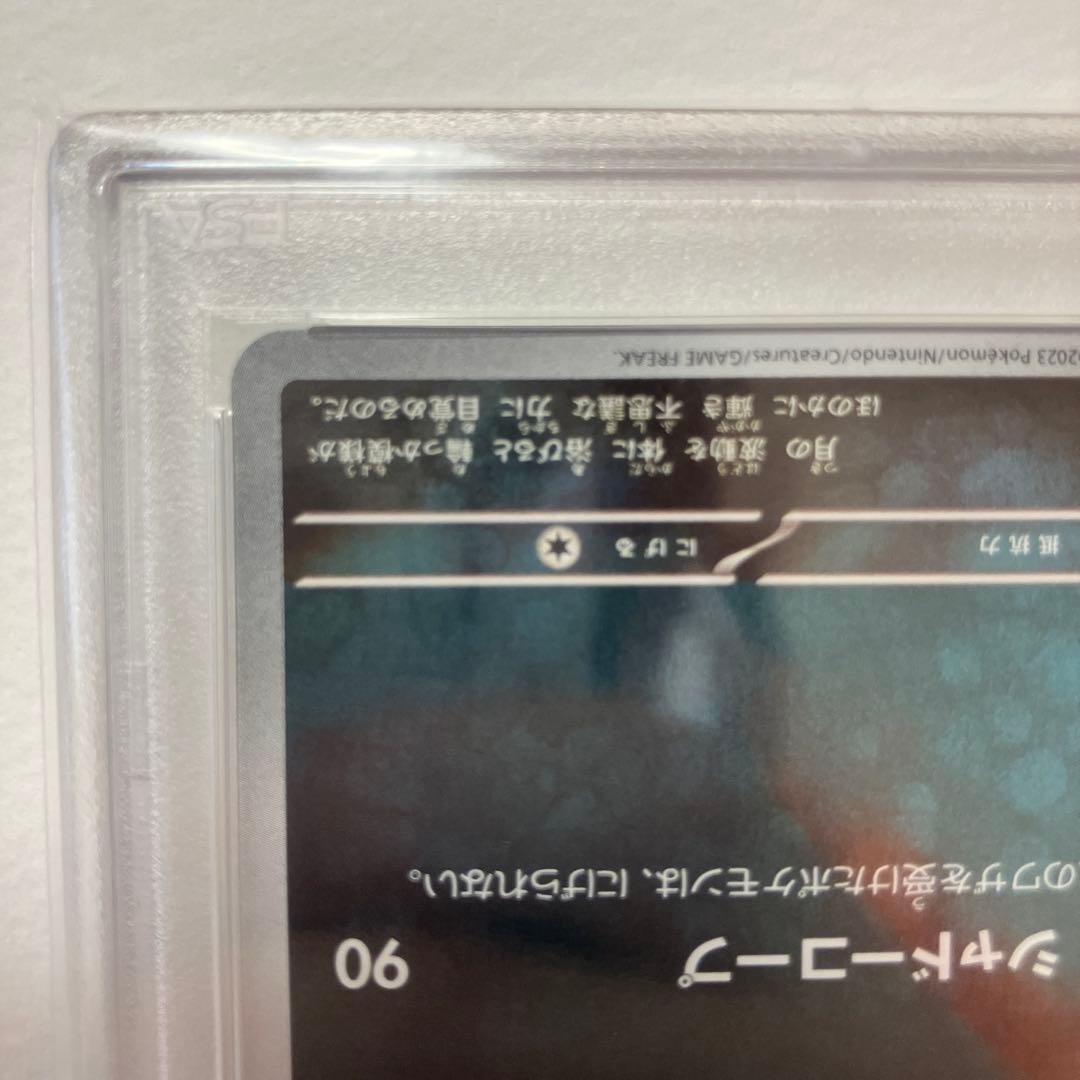 シャドーコープ 90
のワザを受けたポケモンは、にげられない。
抵抗力 にげる
月の 波動を 体に 浴びると 輪っか模様が
ほのかに 輝き 不思議な 力に 目覚めるのだ。
2023 Pokémon/Nintendo/Creatures/GAME FREAK.
PSA